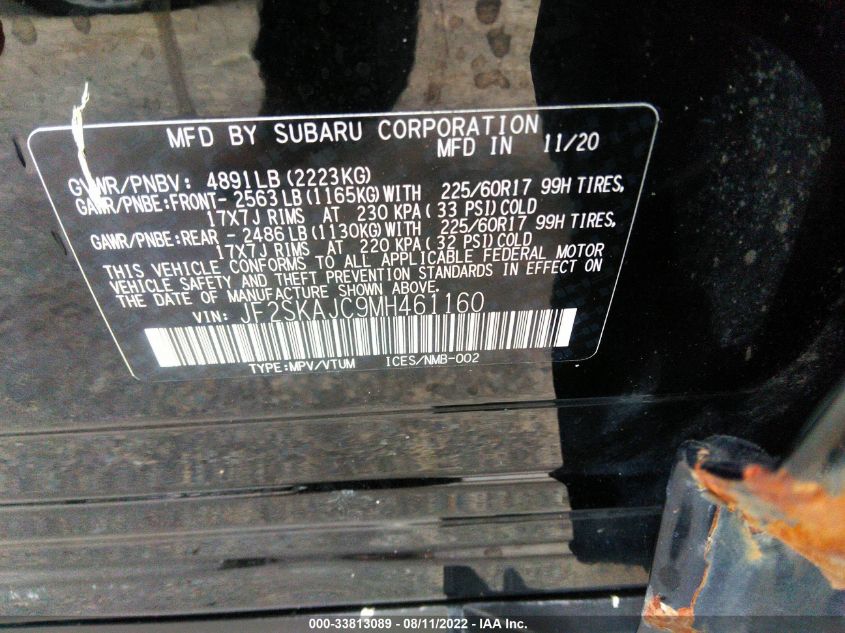 MFD BY SUBARU CORPORATION
MFD IN 11/20
GVWR/PNBV: 4891LB(2223KG)
GAWR/PNBE:FRONT- 2563LB(1165KG)WITH 225/60R17 99H TIRES,
17X7J RIMS AT 230 KPA( 33 PSI)COLD
GAWR/PNBE:REAR - 2486LB(1130KG)WITH 225/60R17 99H TIRES,
17X7J RIMS AT 220 KPA( 32 PSI)COLD
THIS VEHICLE CONFORMS TO ALL APPLICABLE FEDERAL MOTOR
VEHICLE SAFETY AND THEFT PREVENTION STANDARDS IN EFFECT ON
THE DATE OF MANUFACTURE SHOWN ABOVE.
VIN: JF2SKAJC9MH461160
TYPE:MPV/VTUM ICES/NMB-002
000-33813089 - 08/11/2022 - IAA Inc.